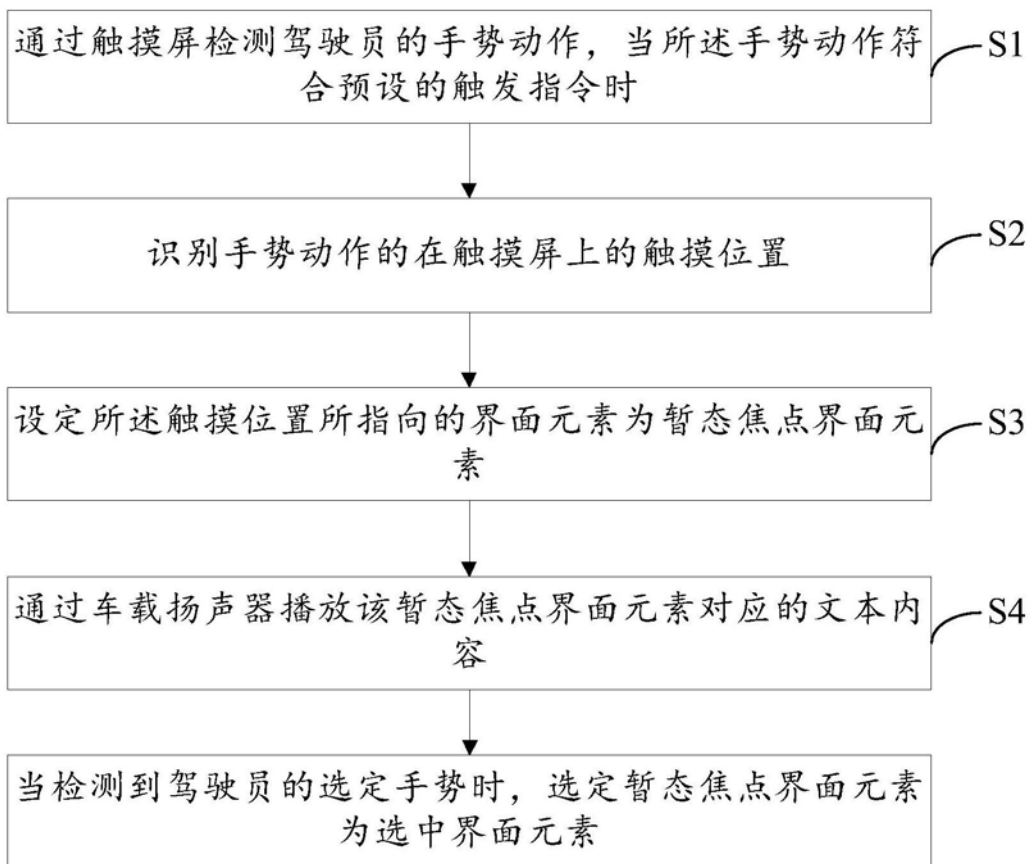 通过触摸屏检测驾驶员的手势动作，当所述手势动作符
合预设的触发指令时
S1
识别手势动作的在触摸屏上的触摸位置
S2
设定所述触摸位置所指向的界面元素为暂态焦点界面元
素
S3
通过车载扬声器播放该暂态焦点界面元素对应的文本内
容
S4
当检测到驾驶员的选定手势时，选定暂态焦点界面元素
为选中界面元素